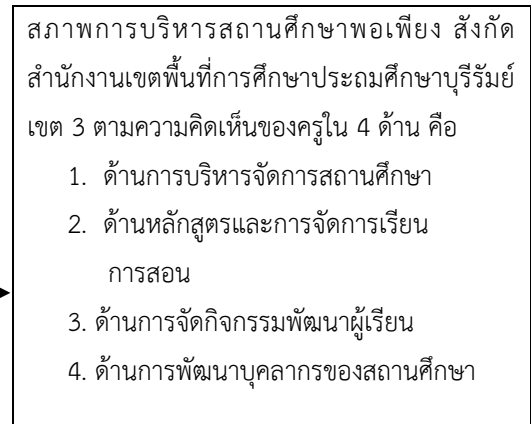 สภาพการบริหารสถานศึกษาพอเพียง สังกัด
สำนักงานเขตพื้นที่การศึกษาประถมศึกษาบุรีรัมย์
เขต 3 ตามความคิดเห็นของครูใน 4 ด้าน คือ
1. ด้านการบริหารจัดการสถานศึกษา
2. ด้านหลักสูตรและการจัดการเรียน
การสอน
3. ด้านการจัดกิจกรรมพัฒนาผู้เรียน
4. ด้านการพัฒนาบุคลากรของสถานศึกษา